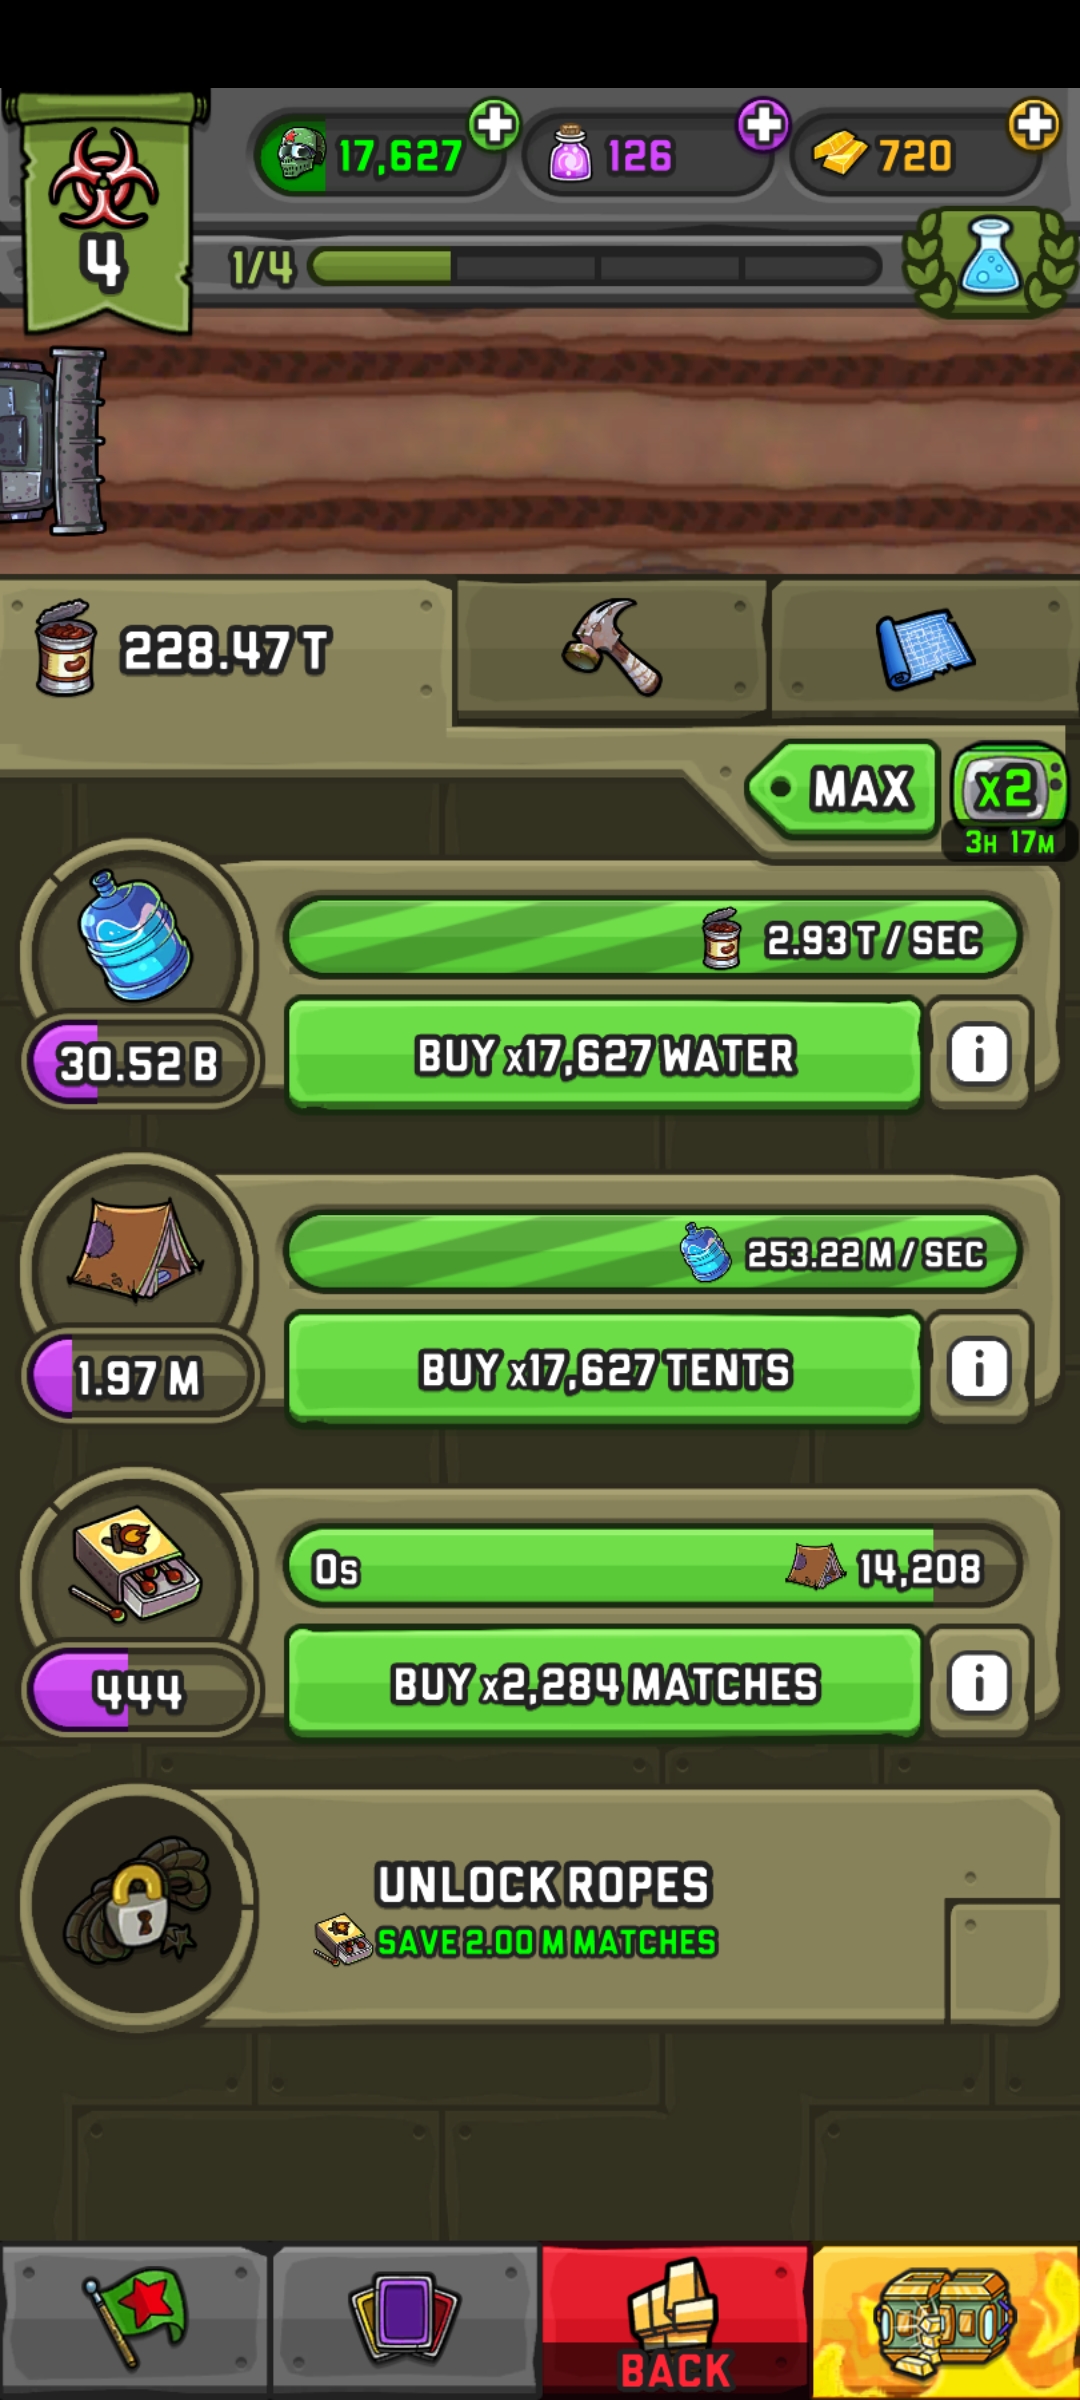 4
17,627
126
720
1/4
228.47 T
MAX
x2
3H 17M
2.93 T / SEC
30.52 B
BUY x17,627 WATER
i
253.22 M / SEC
1.97 M
BUY x17,627 TENTS
i
0s
14,208
444
BUY x2,284 MATCHES
i
UNLOCK ROPES
SAVE 2.00 M MATCHES
BACK